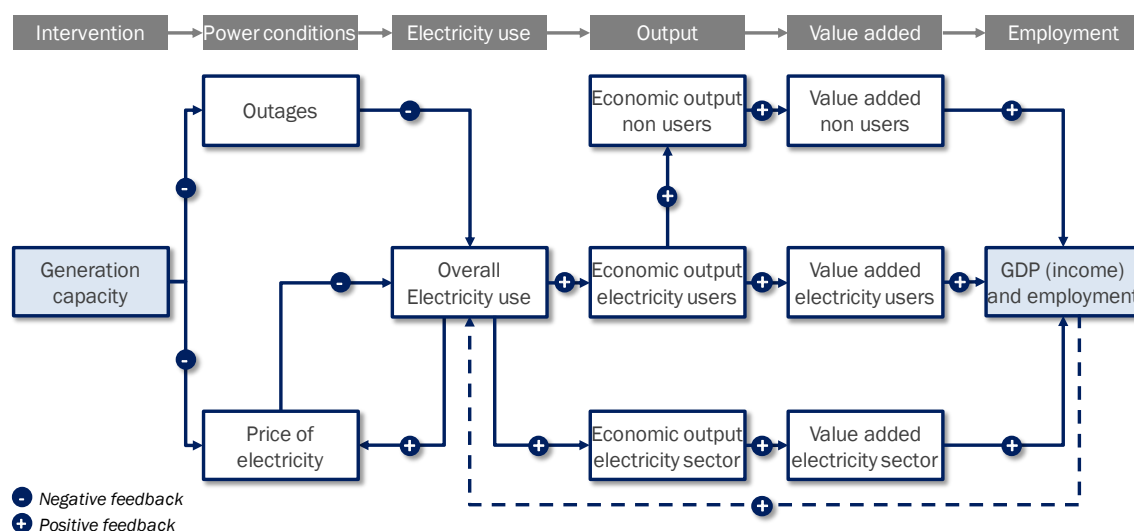 Intervention
Power conditions
Electricity use
Output
Value added
Employment
Outages
-
Economic output
non users
+
Value added
non users
+
-
+
Generation
capacity
-
Overall
Electricity use
+
Economic output
electricity users
+
Value added
electricity users
+
GDP (income)
and employment
-
Price of
electricity
+
+
Economic output
electricity sector
+
Value added
electricity sector
+
- Negative feedback
+ Positive feedback
+